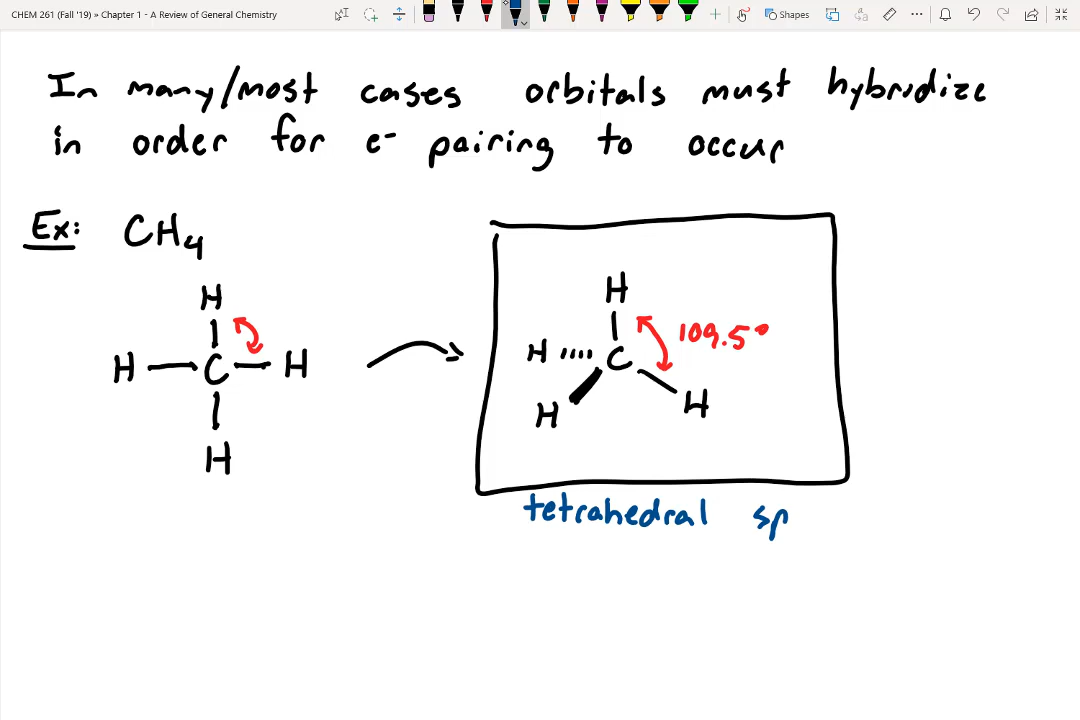 CHEM 261 (Fall '19) » Chapter 1 - A Review of General Chemistry
Shapes
In many/most cases orbitals must hybridize
in order for e- pairing to occur
Ex: CH4
H
H C H
H
H
H C 109.5°
H H
tetrahedral sp